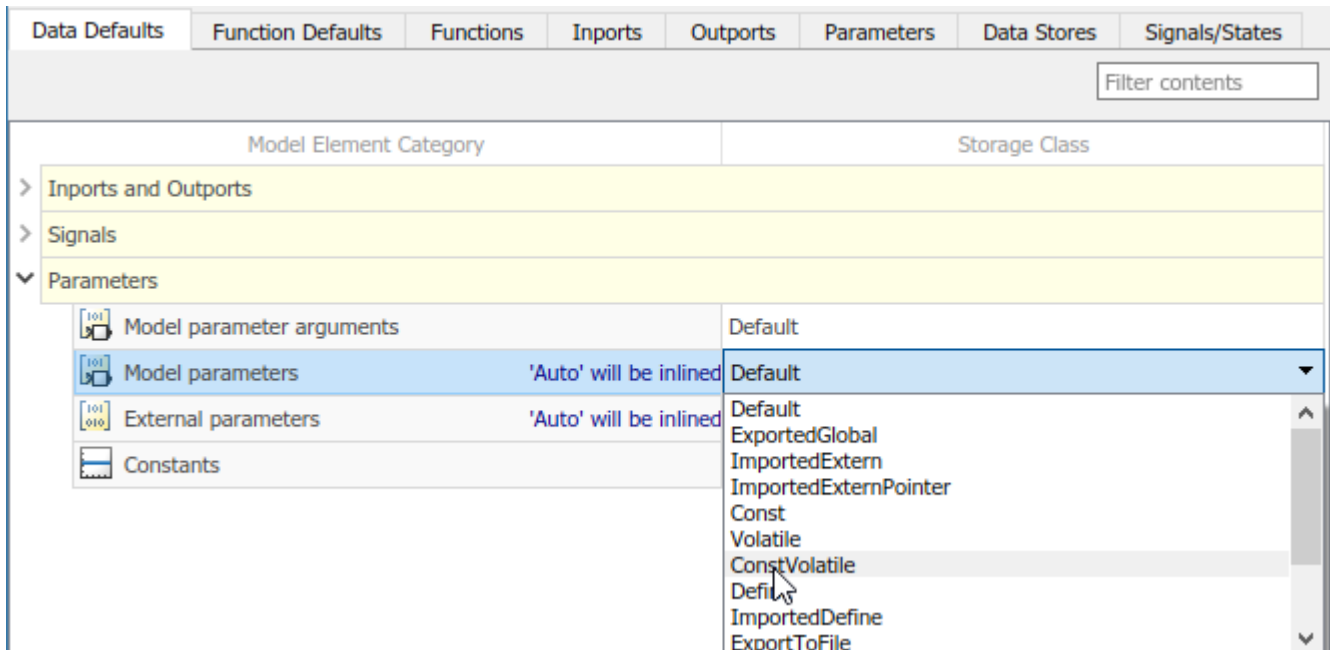 Data Defaults Function Defaults Functions Inports Outports Parameters Data Stores Signals/States
Filter contents
Model Element Category Storage Class
Inports and Outports
Signals
Parameters
Model parameter arguments Default
Model parameters 'Auto' will be inlined Default
External parameters 'Auto' will be inlined
Constants
Default
ExportedGlobal
ImportedExtern
ImportedExternPointer
Const
Volatile
ConstVolatile
ImportedDefine
ExportToFile